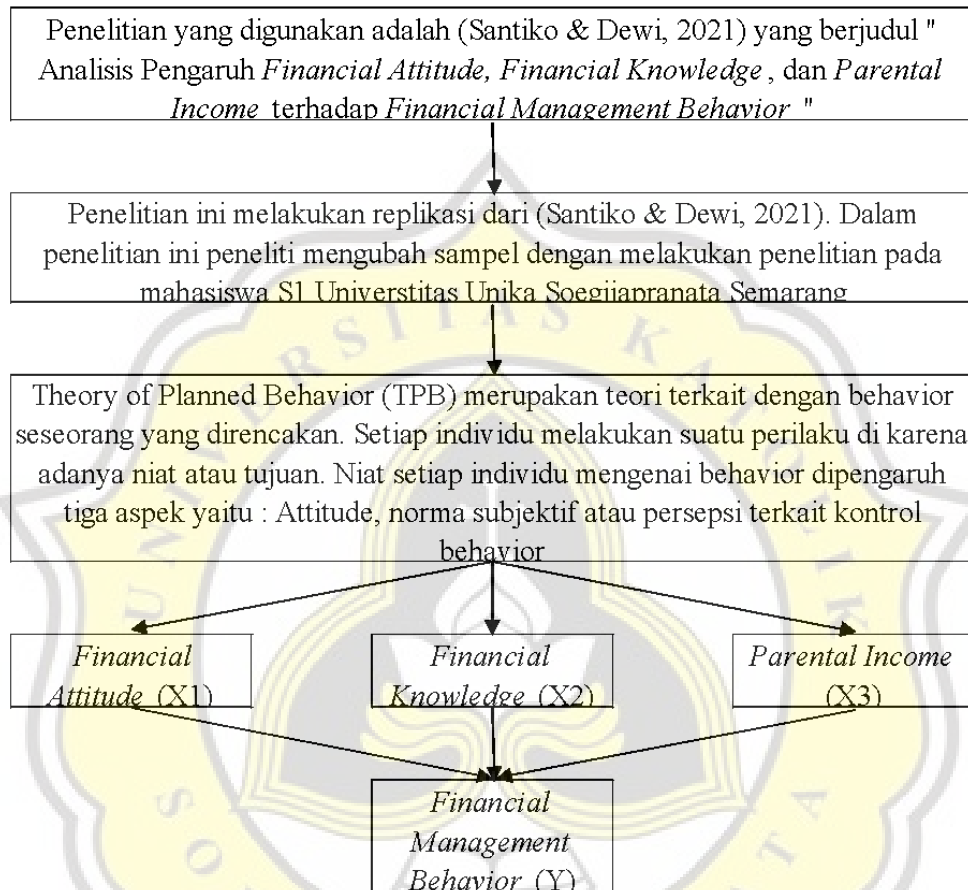 Penelitian yang digunakan adalah (Santiko & Dewi, 2021) yang berjudul "
Analisis Pengaruh Financial Attitude, Financial Knowledge , dan Parental
Income terhadap Financial Management Behavior "
Penelitian ini melakukan replikasi dari (Santiko & Dewi, 2021). Dalam
penelitian ini peneliti mengubah sampel dengan melakukan penelitian pada
mahasiswa S1 Universtitas Unika Soegijapranata Semarang
UNIVERSITAS KATOLIK
Theory of Planned Behavior (TPB) merupakan teori terkait dengan behavior
seseorang yang direncakan. Setiap individu melakukan suatu perilaku di karena
adanya niat atau tujuan. Niat setiap individu mengenai behavior dipengaruh
tiga aspek yaitu : Attitude, norma subjektif atau persepsi terkait kontrol
behavior
Financial
Attitude (X1)
Financial
Knowledge (X2)
Parental Income
(X3)
Financial
Management
Behavior (Y)